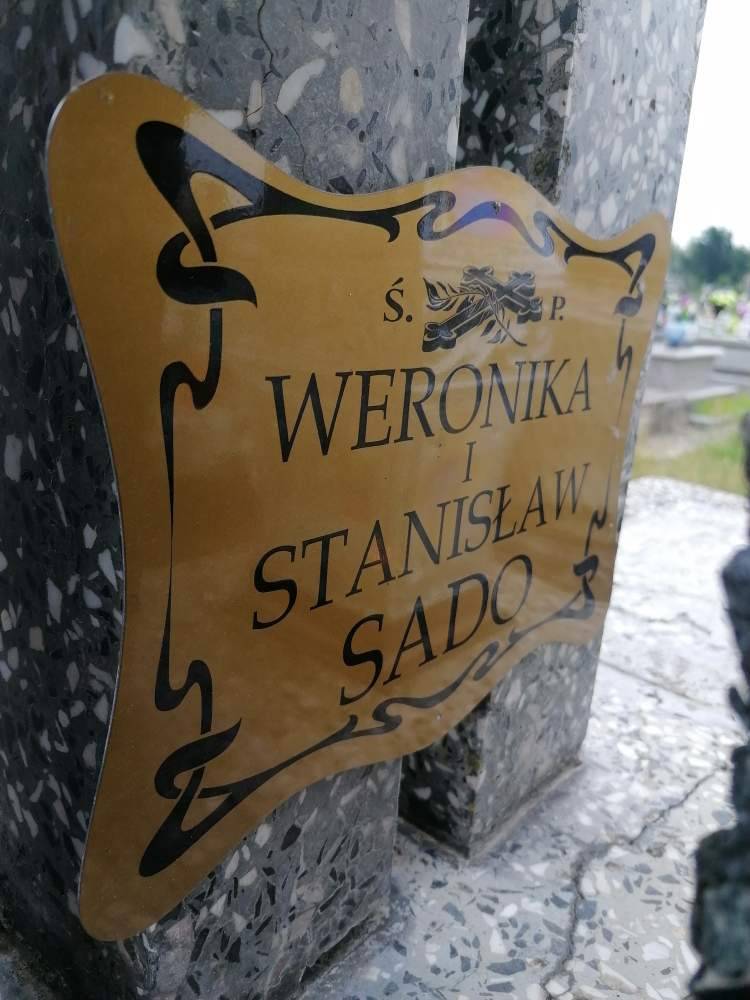 Ś. P.
WERONIKA
I
STANISŁAW
SADO